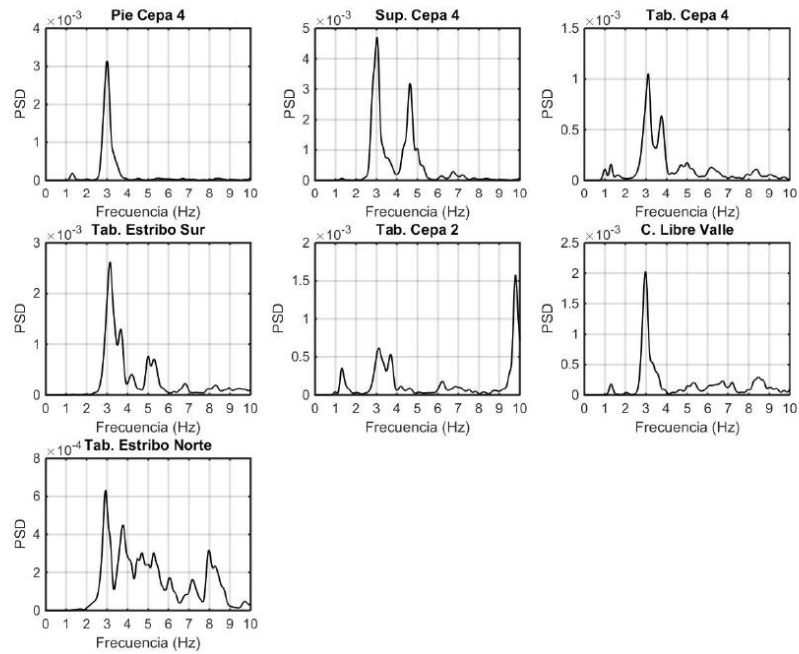 ×10⁻³ Pie Cepa 4
4
3
2
1
0
PSD
0 1 2 3 4 5 6 7 8 9 10
Frecuencia (Hz)
×10⁻³ Sup. Cepa 4
5
4
3
2
1
0
PSD
0 1 2 3 4 5 6 7 8 9 10
Frecuencia (Hz)
×10⁻³ Tab. Cepa 4
1.5
1
0.5
0
PSD
0 1 2 3 4 5 6 7 8 9 10
Frecuencia (Hz)
×10⁻³ Tab. Estribo Sur
3
2
1
0
PSD
0 1 2 3 4 5 6 7 8 9 10
Frecuencia (Hz)
×10⁻³ Tab. Cepa 2
2
1.5
1
0.5
0
PSD
0 1 2 3 4 5 6 7 8 9 10
Frecuencia (Hz)
×10⁻³ C. Libre Valle
2.5
2
1.5
1
0.5
0
PSD
0 1 2 3 4 5 6 7 8 9 10
Frecuencia (Hz)
×10⁻⁴ Tab. Estribo Norte
8
6
4
2
0
PSD
0 1 2 3 4 5 6 7 8 9 10
Frecuencia (Hz)